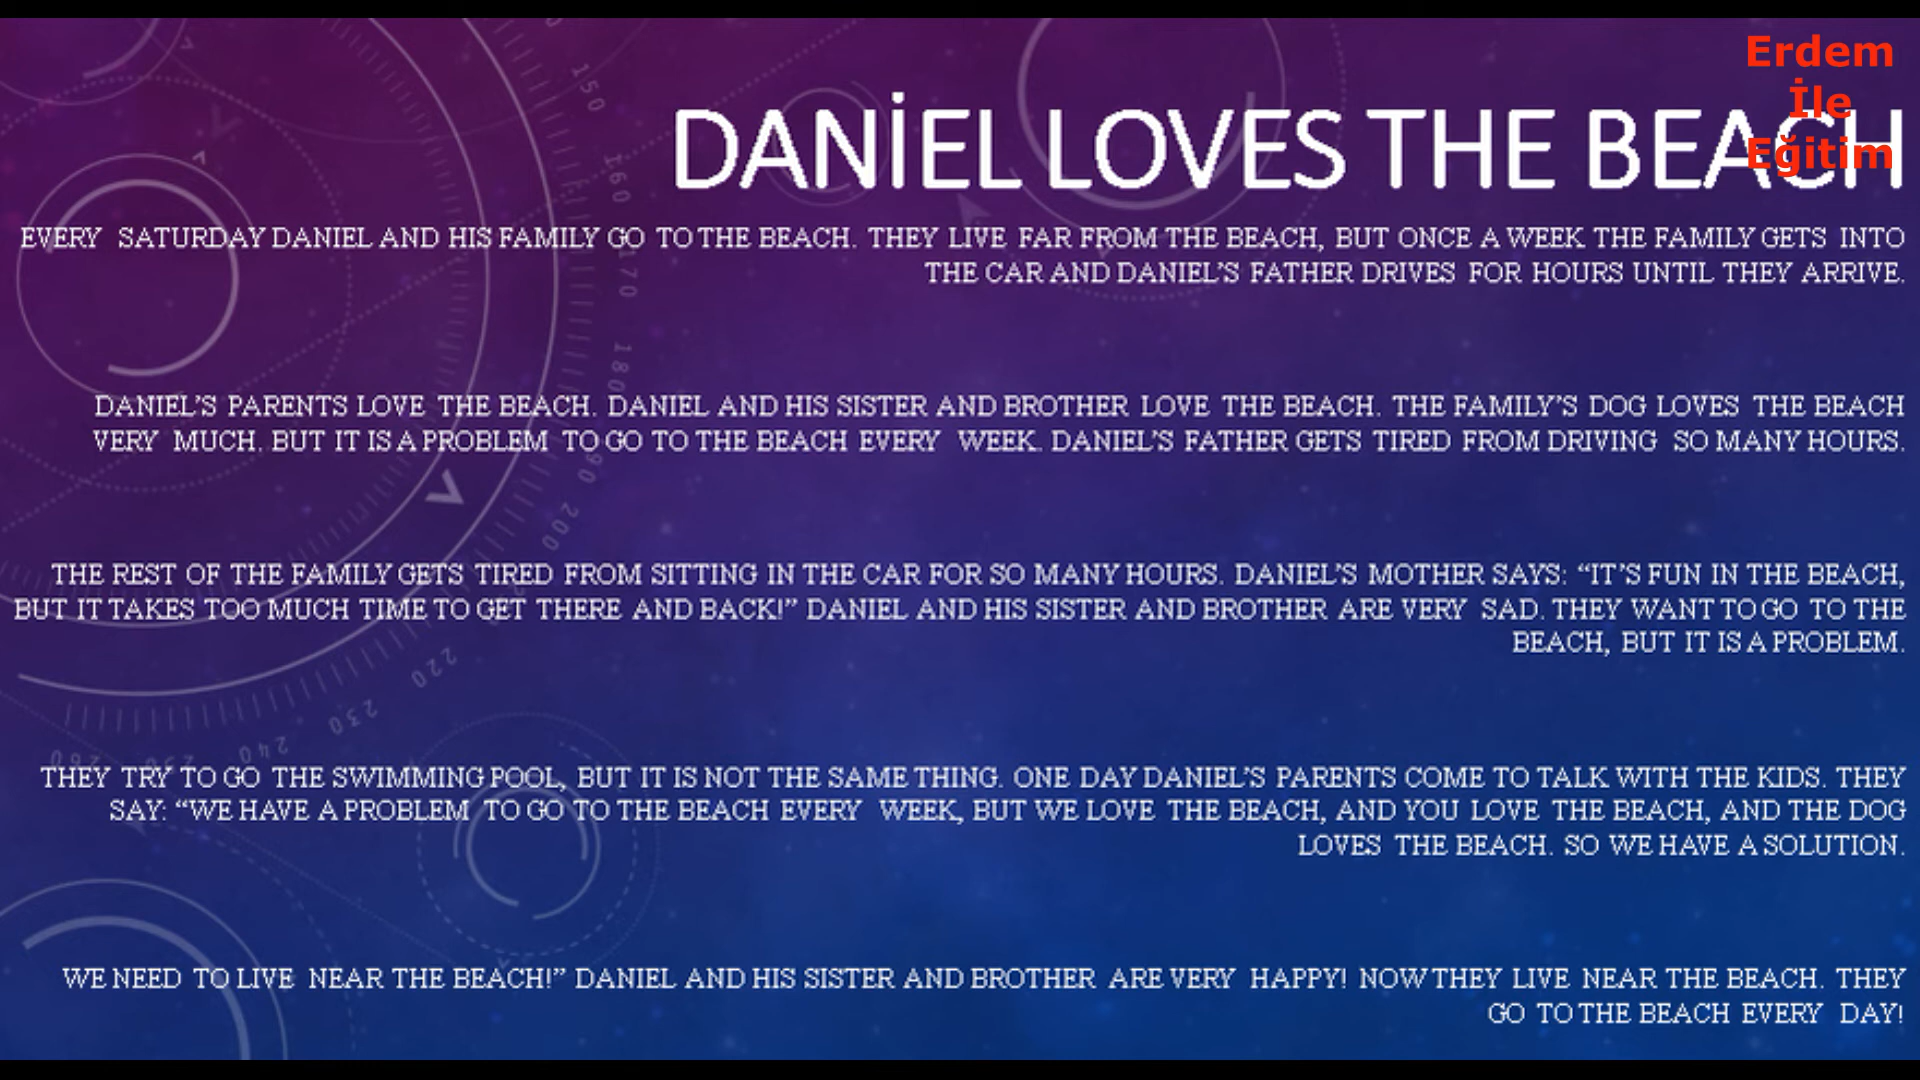 Erdem
İle
Eğitim
DANİEL LOVES THE BEACH
EVERY SATURDAY DANIEL AND HIS FAMILY GO TO THE BEACH. THEY LIVE FAR FROM THE BEACH, BUT ONCE A WEEK THE FAMILY GETS INTO
THE CAR AND DANIEL’S FATHER DRIVES FOR HOURS UNTIL THEY ARRIVE.
DANIEL’S PARENTS LOVE THE BEACH. DANIEL AND HIS SISTER AND BROTHER LOVE THE BEACH. THE FAMILY’S DOG LOVES THE BEACH
VERY MUCH. BUT IT IS A PROBLEM TO GO TO THE BEACH EVERY WEEK. DANIEL’S FATHER GETS TIRED FROM DRIVING SO MANY HOURS.
THE REST OF THE FAMILY GETS TIRED FROM SITTING IN THE CAR FOR SO MANY HOURS. DANIEL’S MOTHER SAYS: “IT’S FUN IN THE BEACH,
BUT IT TAKES TOO MUCH TIME TO GET THERE AND BACK!” DANIEL AND HIS SISTER AND BROTHER ARE VERY SAD. THEY WANT TO GO TO THE
BEACH, BUT IT IS A PROBLEM.
THEY TRY TO GO THE SWIMMING POOL, BUT IT IS NOT THE SAME THING. ONE DAY DANIEL’S PARENTS COME TO TALK WITH THE KIDS. THEY
SAY: “WE HAVE A PROBLEM TO GO TO THE BEACH EVERY WEEK, BUT WE LOVE THE BEACH, AND YOU LOVE THE BEACH, AND THE DOG
LOVES THE BEACH. SO WE HAVE A SOLUTION.
WE NEED TO LIVE NEAR THE BEACH!” DANIEL AND HIS SISTER AND BROTHER ARE VERY HAPPY! NOW THEY LIVE NEAR THE BEACH. THEY
GO TO THE BEACH EVERY DAY!
150
160
170
180
200
220
230
240